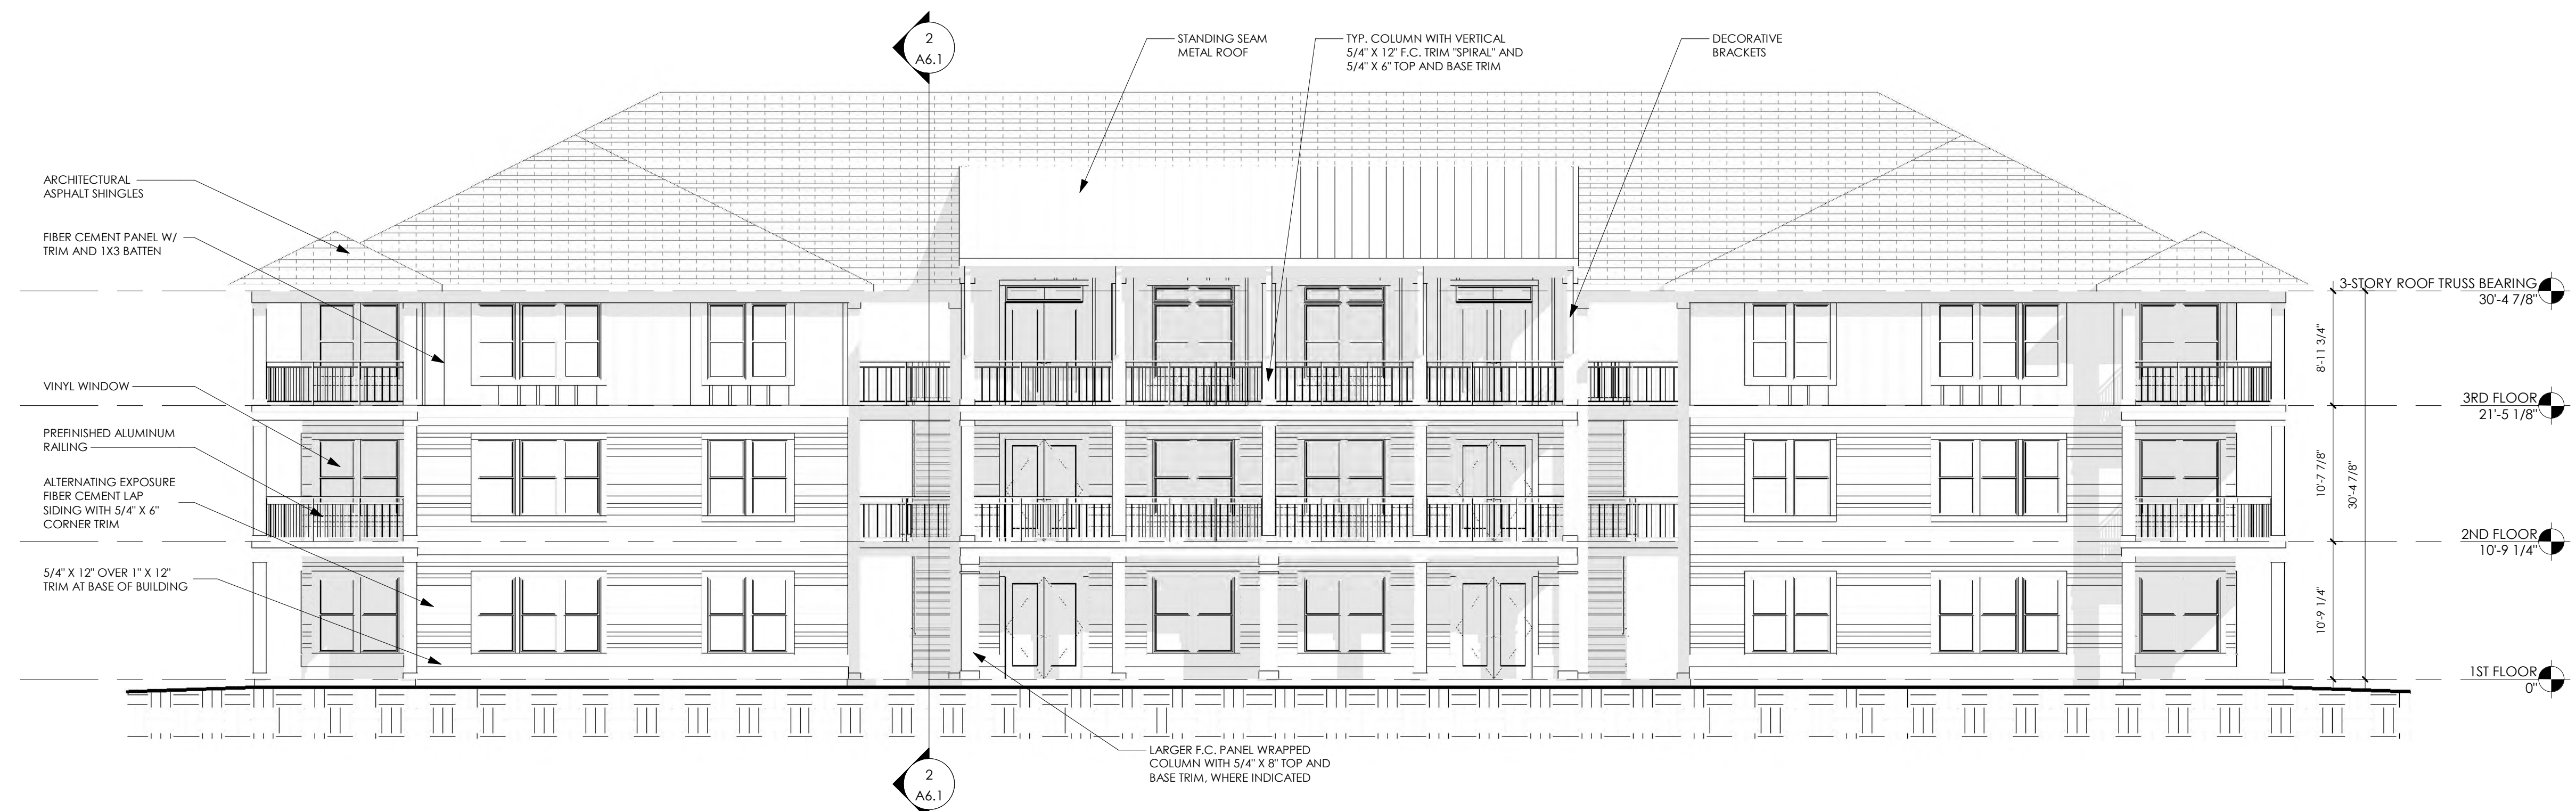 2
A6.1
STANDING SEAM
METAL ROOF
TYP. COLUMN WITH VERTICAL
5/4" X 12" F.C. TRIM "SPIRAL" AND
5/4" X 6" TOP AND BASE TRIM
DECORATIVE
BRACKETS
ARCHITECTURAL
ASPHALT SHINGLES
FIBER CEMENT PANEL W/
TRIM AND 1X3 BATTEN
VINYL WINDOW
PREFINISHED ALUMINUM
RAILING
ALTERNATING EXPOSURE
FIBER CEMENT LAP
SIDING WITH 5/4" X 6"
CORNER TRIM
5/4" X 12" OVER 1" X 12"
TRIM AT BASE OF BUILDING
3-STORY ROOF TRUSS BEARING
30'-4 7/8"
8'-11 3/4"
3RD FLOOR
21'-5 1/8"
10'-7 7/8"
30'-4 7/8"
2ND FLOOR
10'-9 1/4"
10'-9 1/4"
1ST FLOOR
0"
LARGER F.C. PANEL WRAPPED
COLUMN WITH 5/4" X 8" TOP AND
BASE TRIM, WHERE INDICATED
2
A6.1